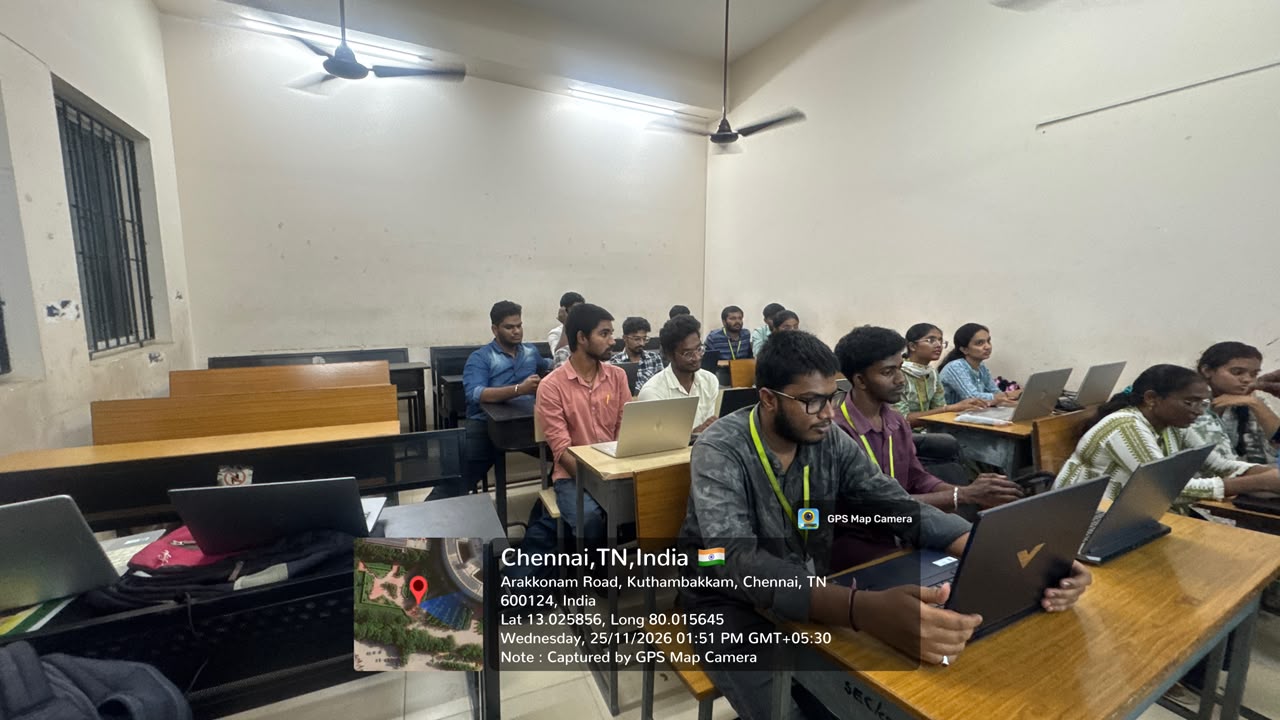 GPS Map Camera
Chennai,TN,India
Arakkonam Road, Kuthambakkam, Chennai, TN
600124, India
Lat 13.025856, Long 80.015645
Wednesday, 25/11/2026 01:51 PM GMT+05:30
Note : Captured by GPS Map Camera